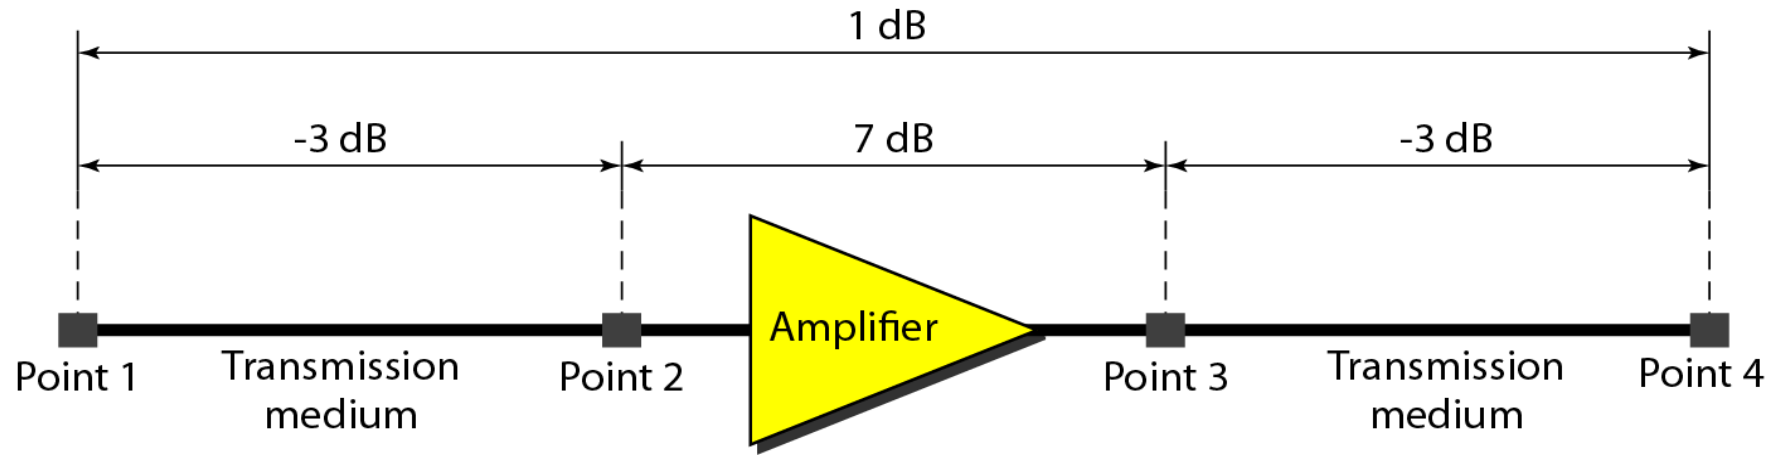 1 dB
-3 dB
7 dB
-3 dB
Amplifier
Point 1
Transmission
medium
Point 2
Point 3
Transmission
medium
Point 4